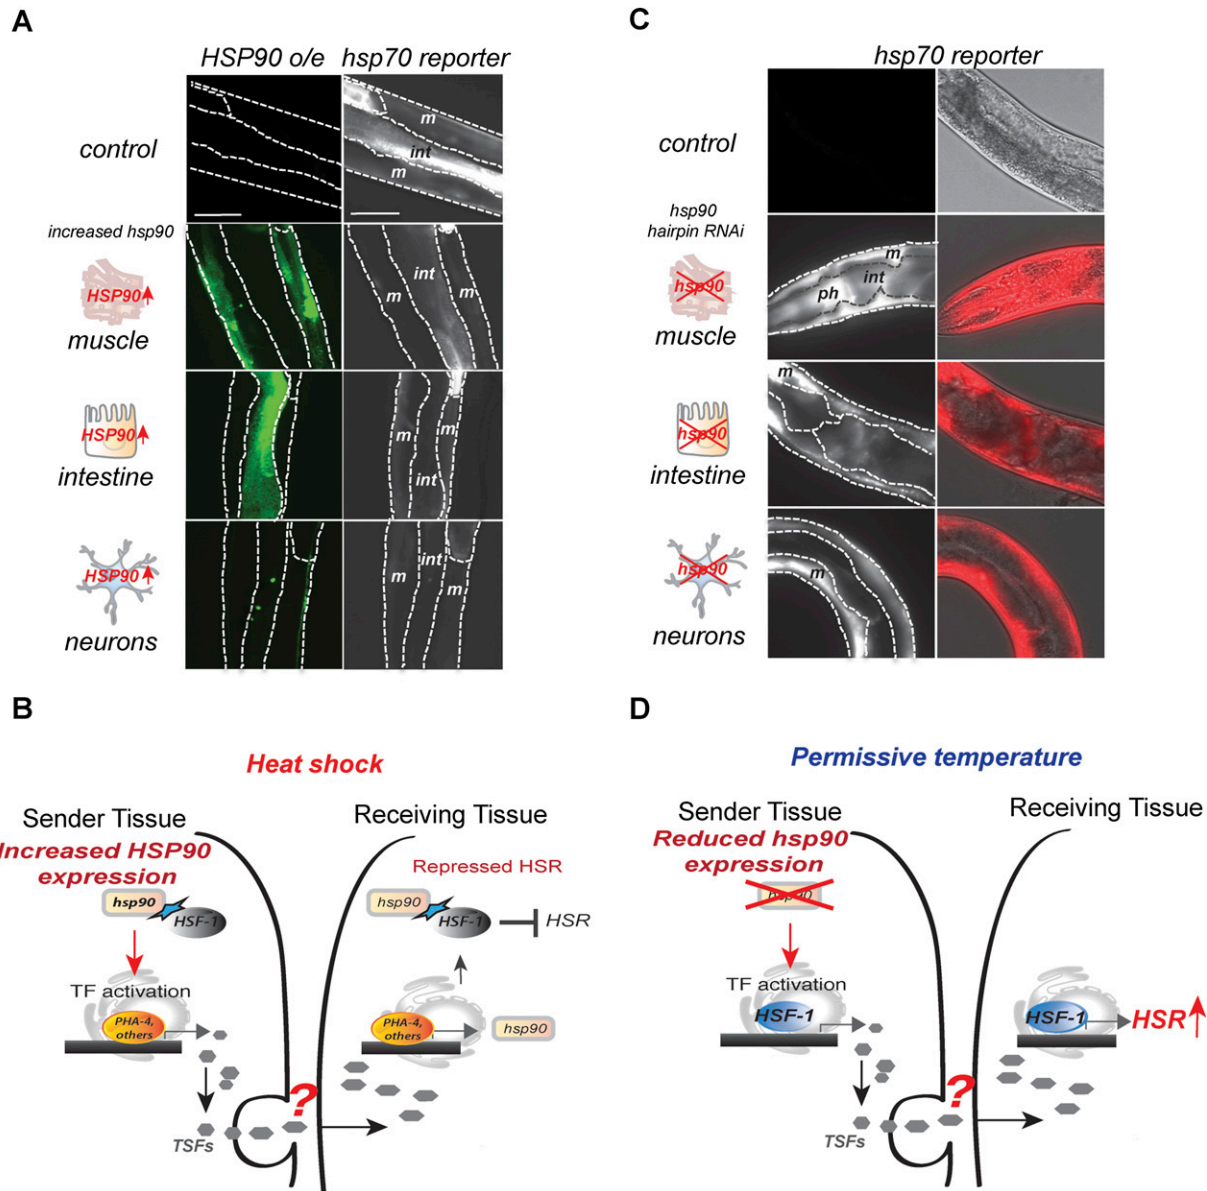 A
HSP90 o/e
hsp70 reporter
control
m
int
m
increased hsp90
HSP90
muscle
int
m
m
HSP90
intestine
m
m
int
HSP90
neurons
int
m
m
C
hsp70 reporter
control
hsp90
hairpin RNAi
hsp90
muscle
m
int
ph
hsp90
intestine
m
hsp90
neurons
m
B
Heat shock
Sender Tissue
Receiving Tissue
Increased HSP90
expression
Repressed HSR
hsp90
HSF-1
hsp90
HSF-1
HSR
TF activation
PHA-4,
others
PHA-4,
others
hsp90
?
TSFs
D
Permissive temperature
Sender Tissue
Receiving Tissue
Reduced hsp90
expression
hsp90
TF activation
HSF-1
HSF-1
HSR
?
TSFs